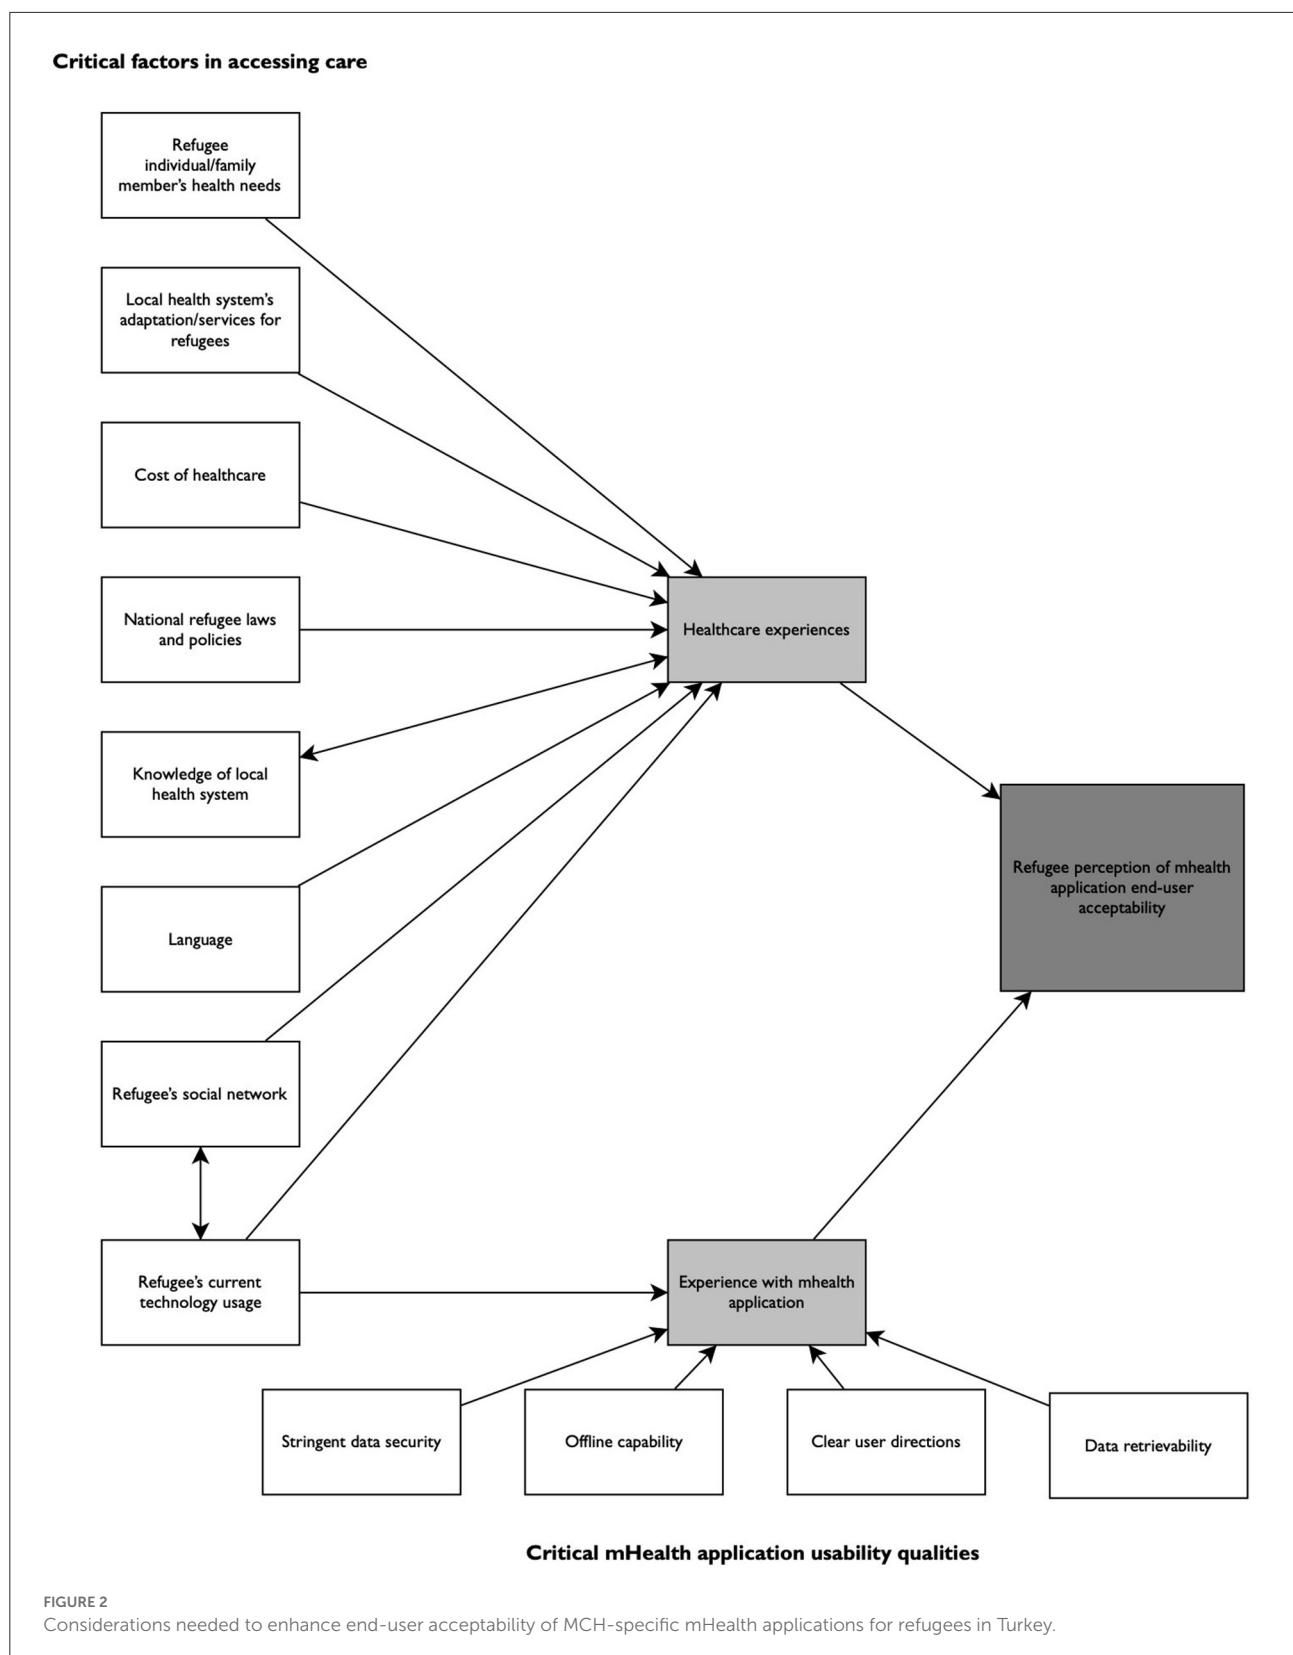 Critical factors in accessing care
Refugee
individual/family
member's health needs
Local health system's
adaptation/services for
refugees
Cost of healthcare
National refugee laws
and policies
Healthcare experiences
Knowledge of local
health system
Refugee perception of mhealth
application end-user
acceptability
Language
Refugee's social network
Refugee's current
technology usage
Experience with mhealth
application
Stringent data security
Offline capability
Clear user directions
Data retrievability
Critical mHealth application usability qualities
FIGURE 2
Considerations needed to enhance end-user acceptability of MCH-specific mHealth applications for refugees in Turkey.